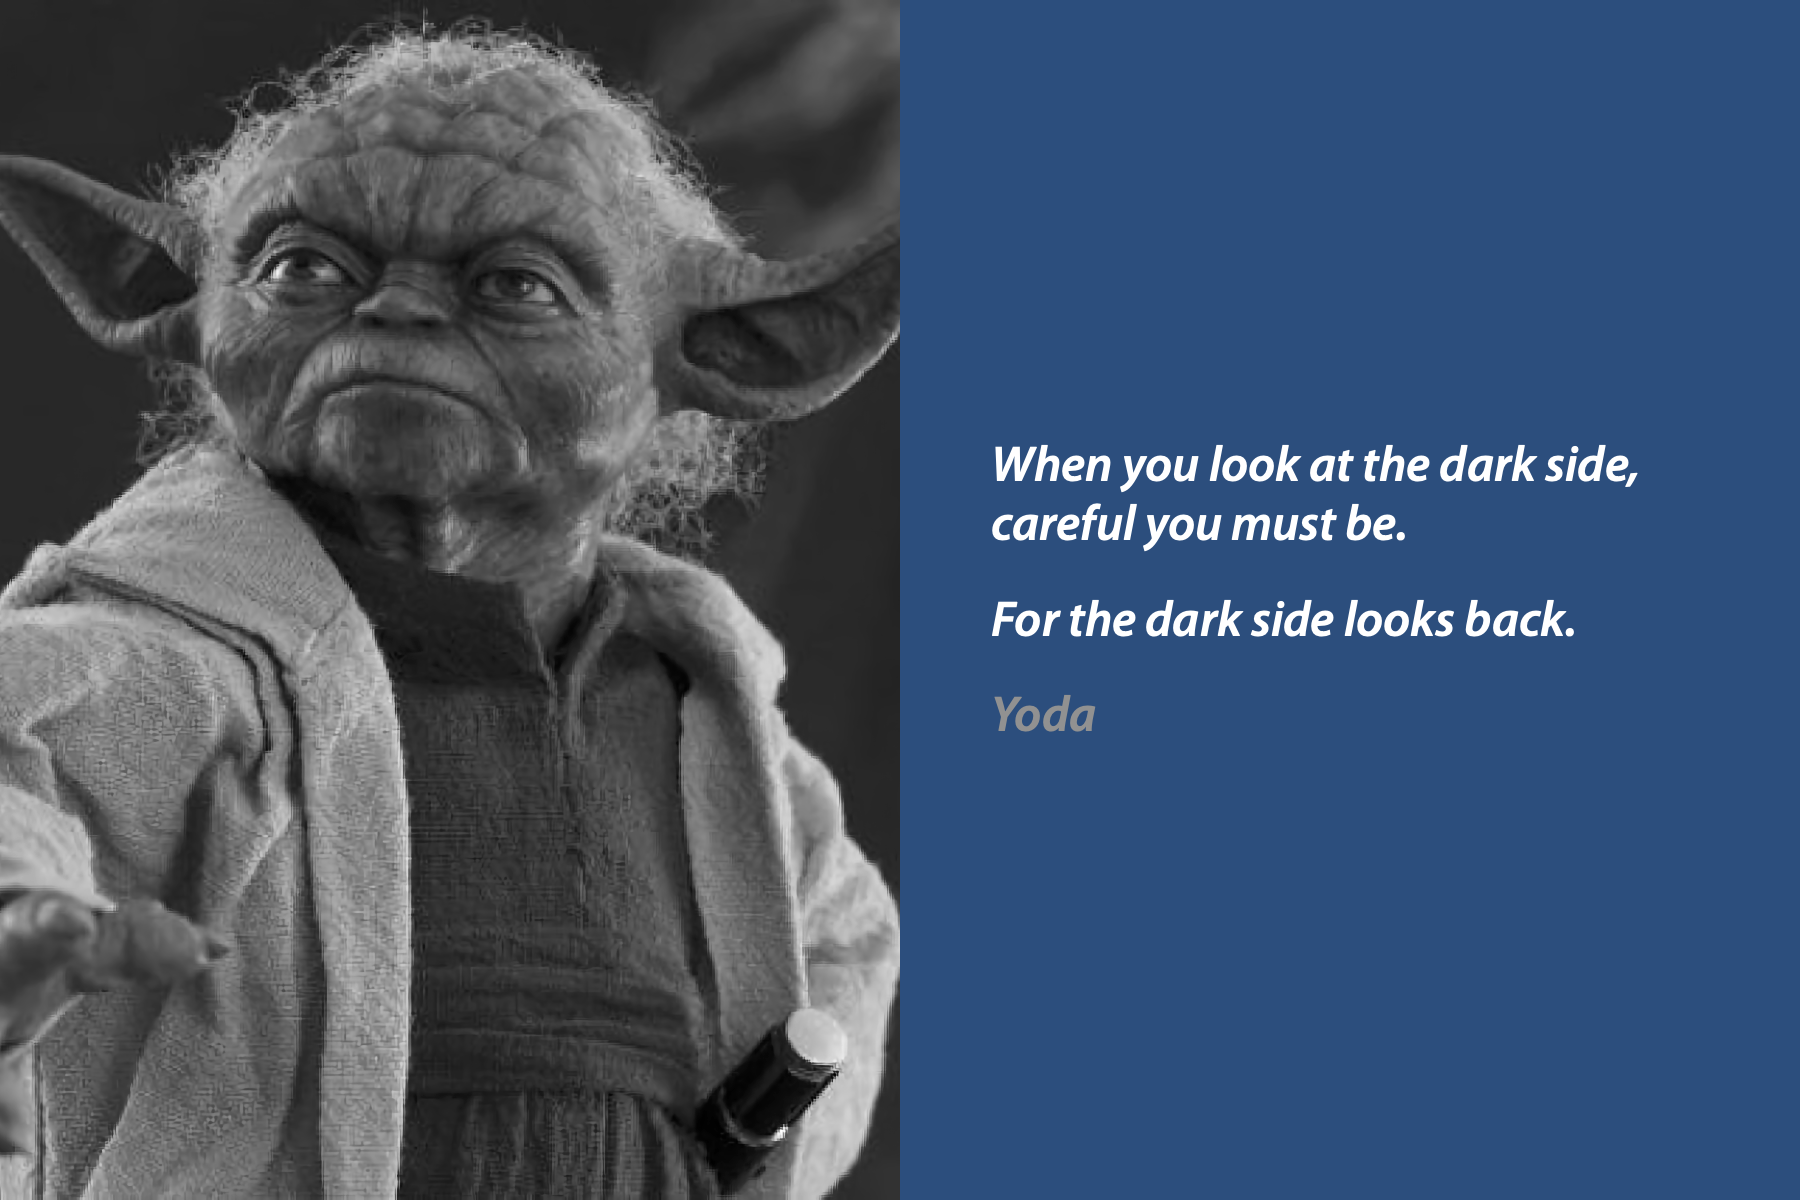 When you look at the dark side,
careful you must be.
For the dark side looks back.
Yoda